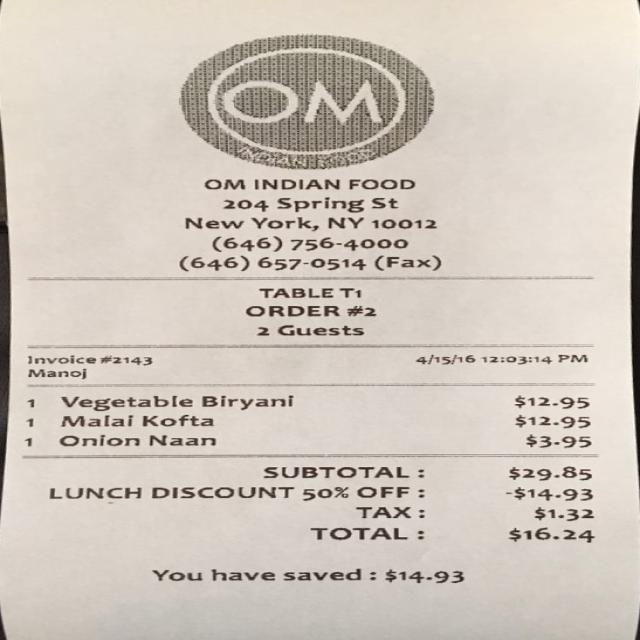 OM
INDIAN FOOD
OM INDIAN FOOD
204 Spring St
New York, NY 10012
(646) 756-4000
(646) 657-0514 (Fax)
TABLE T1
ORDER #2
2 Guests
Invoice #2143 4/15/16 12:03:14 PM
Manoj
1 Vegetable Biryani $12.95
1 Malai Kofta $12.95
1 Onion Naan $3.95
SUBTOTAL : $29.85
LUNCH DISCOUNT 50% OFF : -$14.93
TAX : $1.32
TOTAL : $16.24
You have saved : $14.93